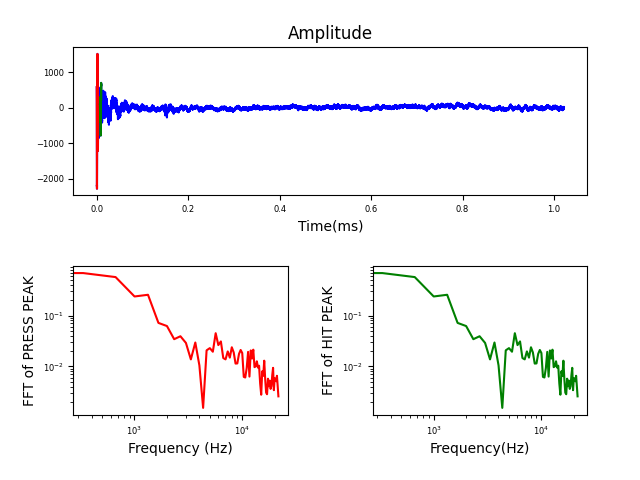 Amplitude
1000
0
−1000
−2000
0.0 0.2 0.4 0.6 0.8 1.0
Time(ms)
FFT of PRESS PEAK
10⁻¹
10⁻²
10³ 10⁴
Frequency (Hz)
FFT of HIT PEAK
10⁻¹
10⁻²
10³ 10⁴
Frequency(Hz)